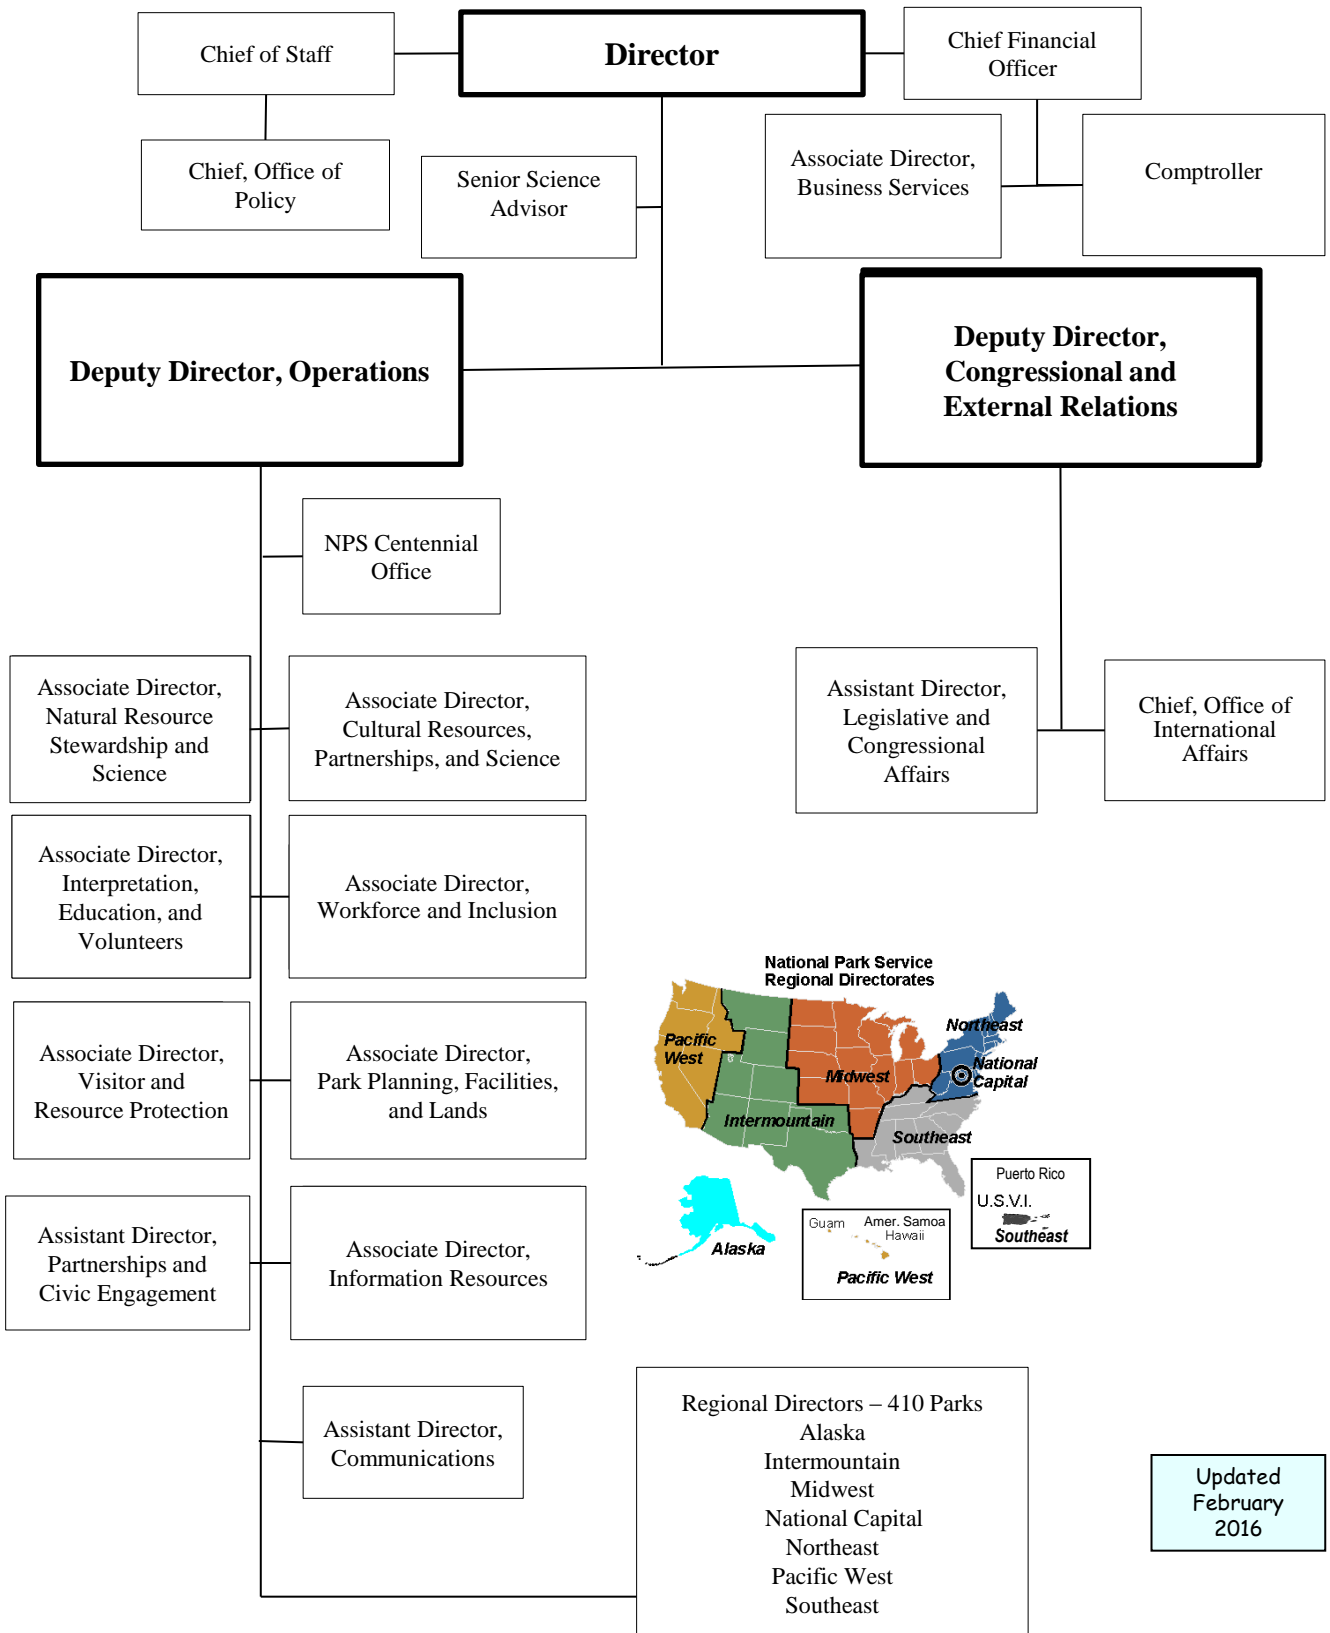 Chief of Staff
Director
Chief Financial
Officer
Chief, Office of
Policy
Senior Science
Advisor
Associate Director,
Business Services
Comptroller
Deputy Director, Operations
Deputy Director,
Congressional and
External Relations
NPS Centennial
Office
Associate Director,
Natural Resource
Stewardship and
Science
Associate Director,
Cultural Resources,
Partnerships, and Science
Assistant Director,
Legislative and
Congressional
Affairs
Chief, Office of
International
Affairs
Associate Director,
Interpretation,
Education, and
Volunteers
Associate Director,
Workforce and Inclusion
Associate Director,
Visitor and
Resource Protection
Associate Director,
Park Planning, Facilities,
and Lands
Assistant Director,
Partnerships and
Civic Engagement
Associate Director,
Information Resources
National Park Service
Regional Directorates
Pacific
West
Northeast
National
Capital
Midwest
Intermountain
Southeast
Alaska
Guam
Amer. Samoa
Hawaii
Pacific West
Puerto Rico
U.S.V.I.
Southeast
Assistant Director,
Communications
Regional Directors – 410 Parks
Alaska
Intermountain
Midwest
National Capital
Northeast
Pacific West
Southeast
Updated
February
2016